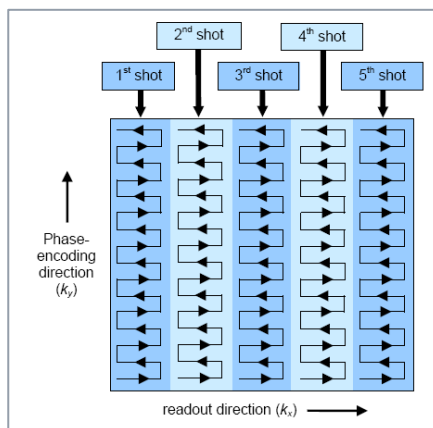 2nd shot
4th shot
1st shot
3rd shot
5th shot
Phase-
encoding
direction
(ky)
readout direction (kx)